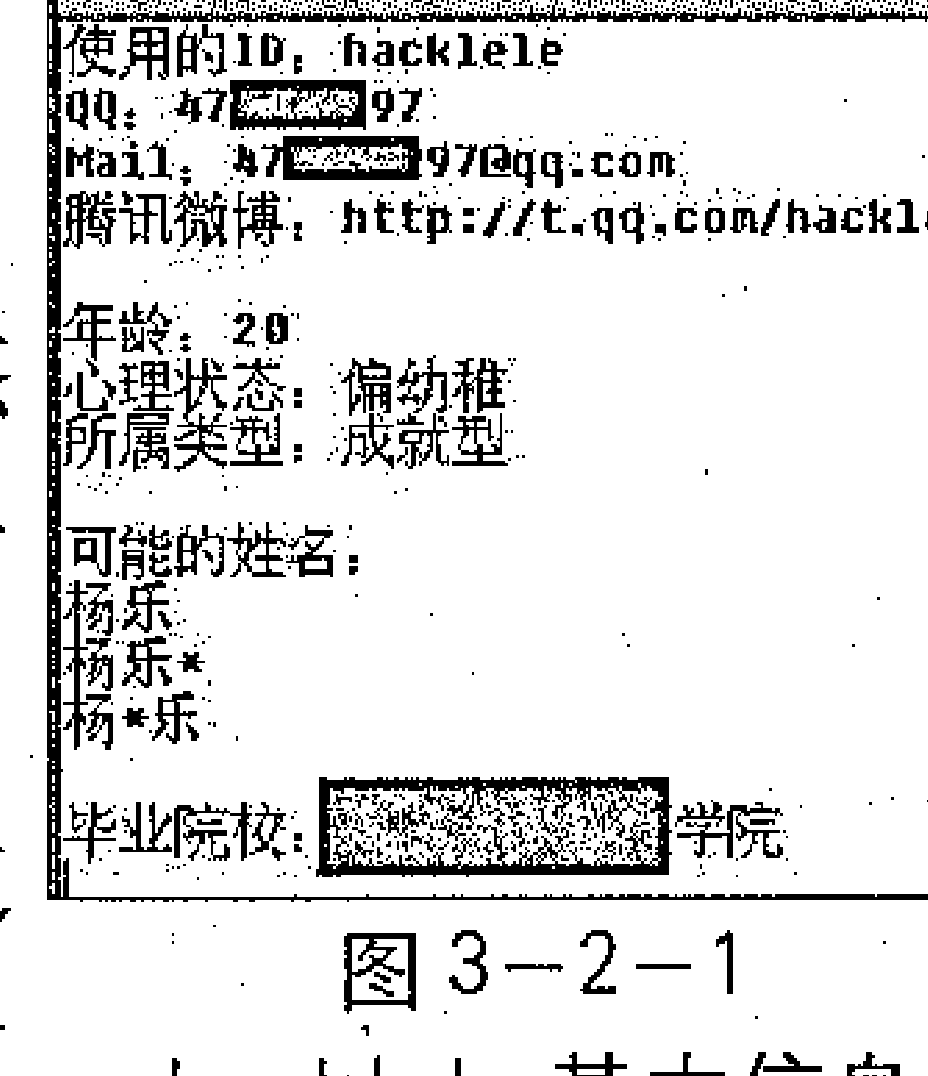 使用的ID：hacklele
QQ：47 97
Mail：47 97@qq.com
腾讯微博：http://t.qq.com/hackl
年龄：20
心理状态：偏幼稚
所属类型：成就型
可能的姓名：
杨乐
杨乐*
杨*乐
毕业院校： 学院
图 3－2－1